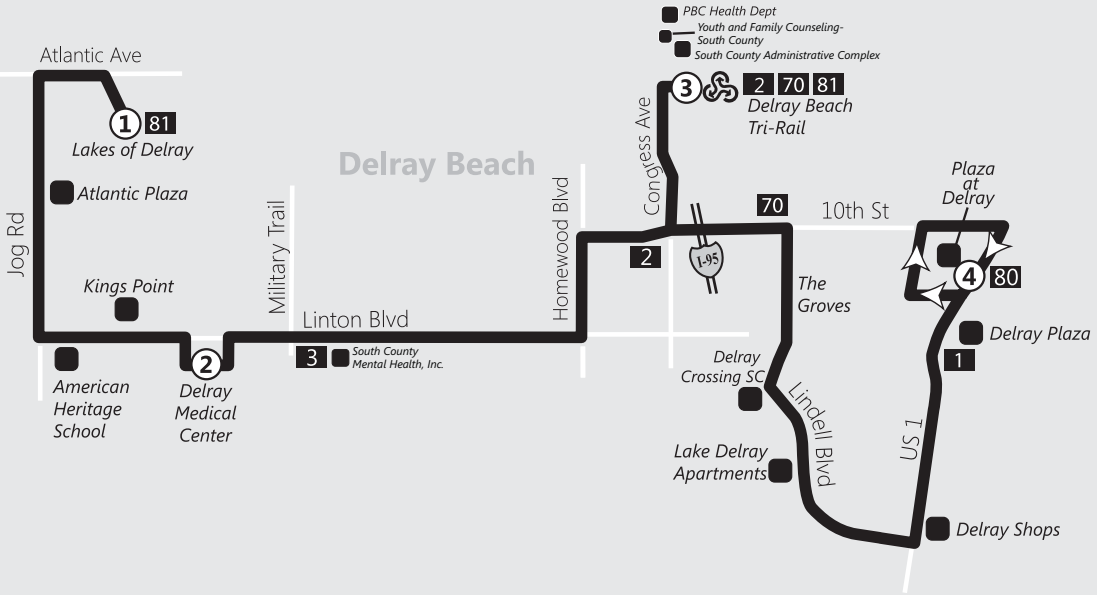 PBC Health Dept
Youth and Family Counseling-
South County
South County Administrative Complex
Atlantic Ave
3
2 70 81
Delray Beach
Tri-Rail
1
81
Lakes of Delray
Congress Ave
Delray Beach
Atlantic Plaza
Plaza
at
Delray
Jog Rd
Military Trail
Homewood Blvd
70
10th St
2
I-95
4
80
Kings Point
The
Groves
Linton Blvd
Delray Plaza
3
South County
Mental Health, Inc.
1
2
American
Heritage
School
Delray
Medical
Center
Delray
Crossing SC
Lindell Blvd
US 1
Lake Delray
Apartments
Delray Shops